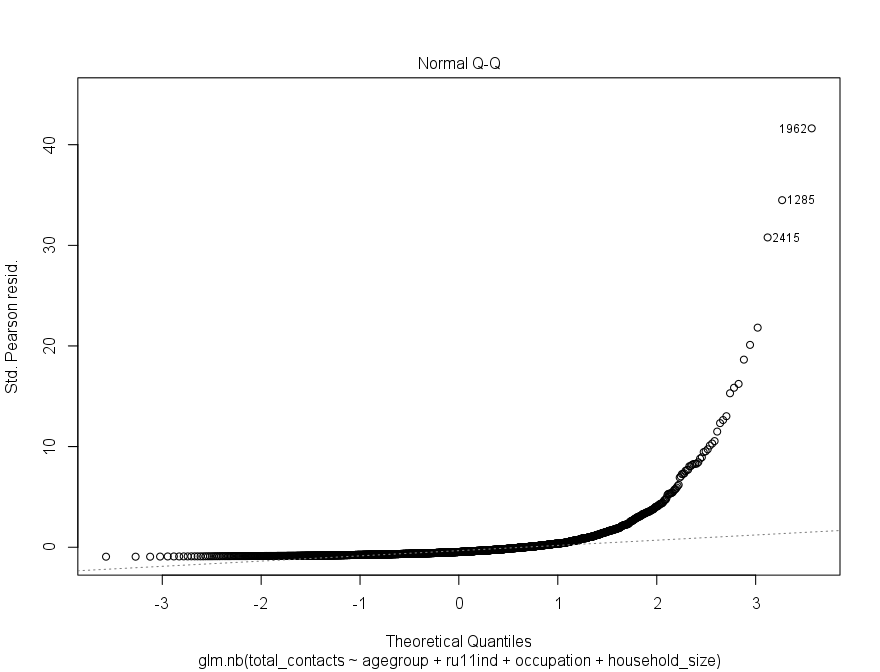 Normal Q-Q
1962
1285
2415
40
30
20
10
0
Std. Pearson resid.
-3 -2 -1 0 1 2 3
Theoretical Quantiles
glm.nb(total_contacts ~ agegroup + ru11ind + occupation + household_size)